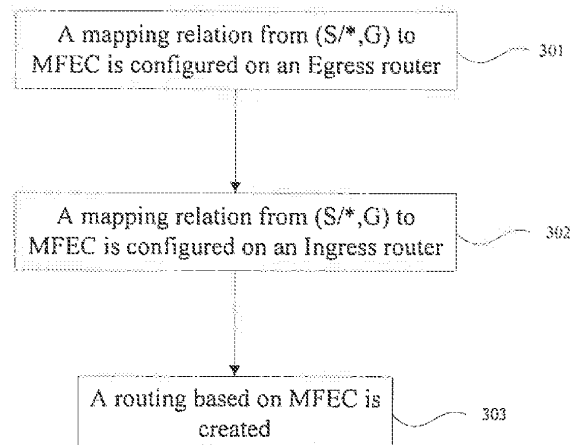 A mapping relation from (S/*,G) to
MFEC is configured on an Egress router
301
A mapping relation from (S/*,G) to
MFEC is configured on an Ingress router
302
A routing based on MFEC is
created
303